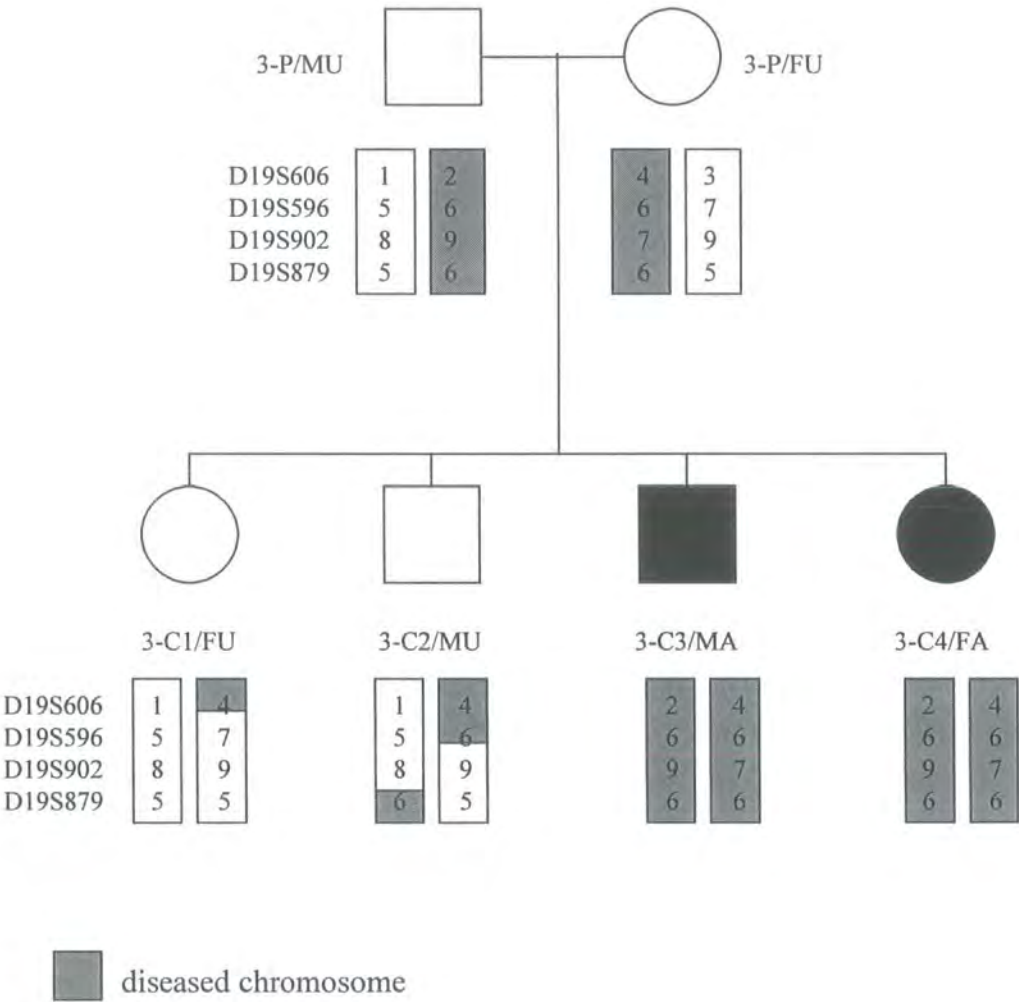 3-P/MU 3-P/FU
D19S606 1 2 4 3
D19S596 5 6 6 7
D19S902 8 9 7 9
D19S879 5 6 6 5
3-C1/FU 3-C2/MU 3-C3/MA 3-C4/FA
D19S606 1 4 1 4 2 4 2 4
D19S596 5 7 5 6 6 6 6 6
D19S902 8 9 8 9 9 7 9 7
D19S879 5 5 6 5 6 6 6 6
diseased chromosome